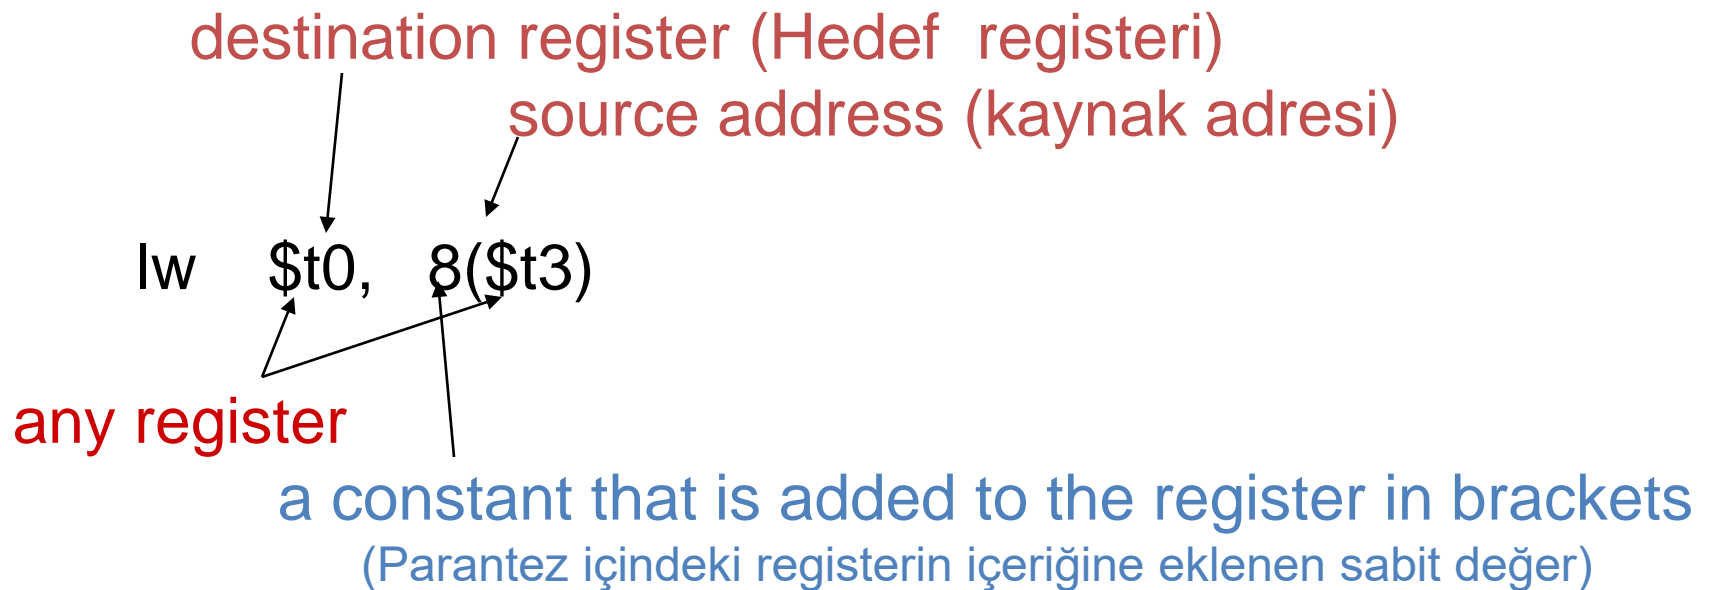 destination register (Hedef registeri)
source address (kaynak adresi)
lw $t0, 8($t3)
any register
a constant that is added to the register in brackets
(Parantez içindeki registerin içeriğine eklenen sabit değer)